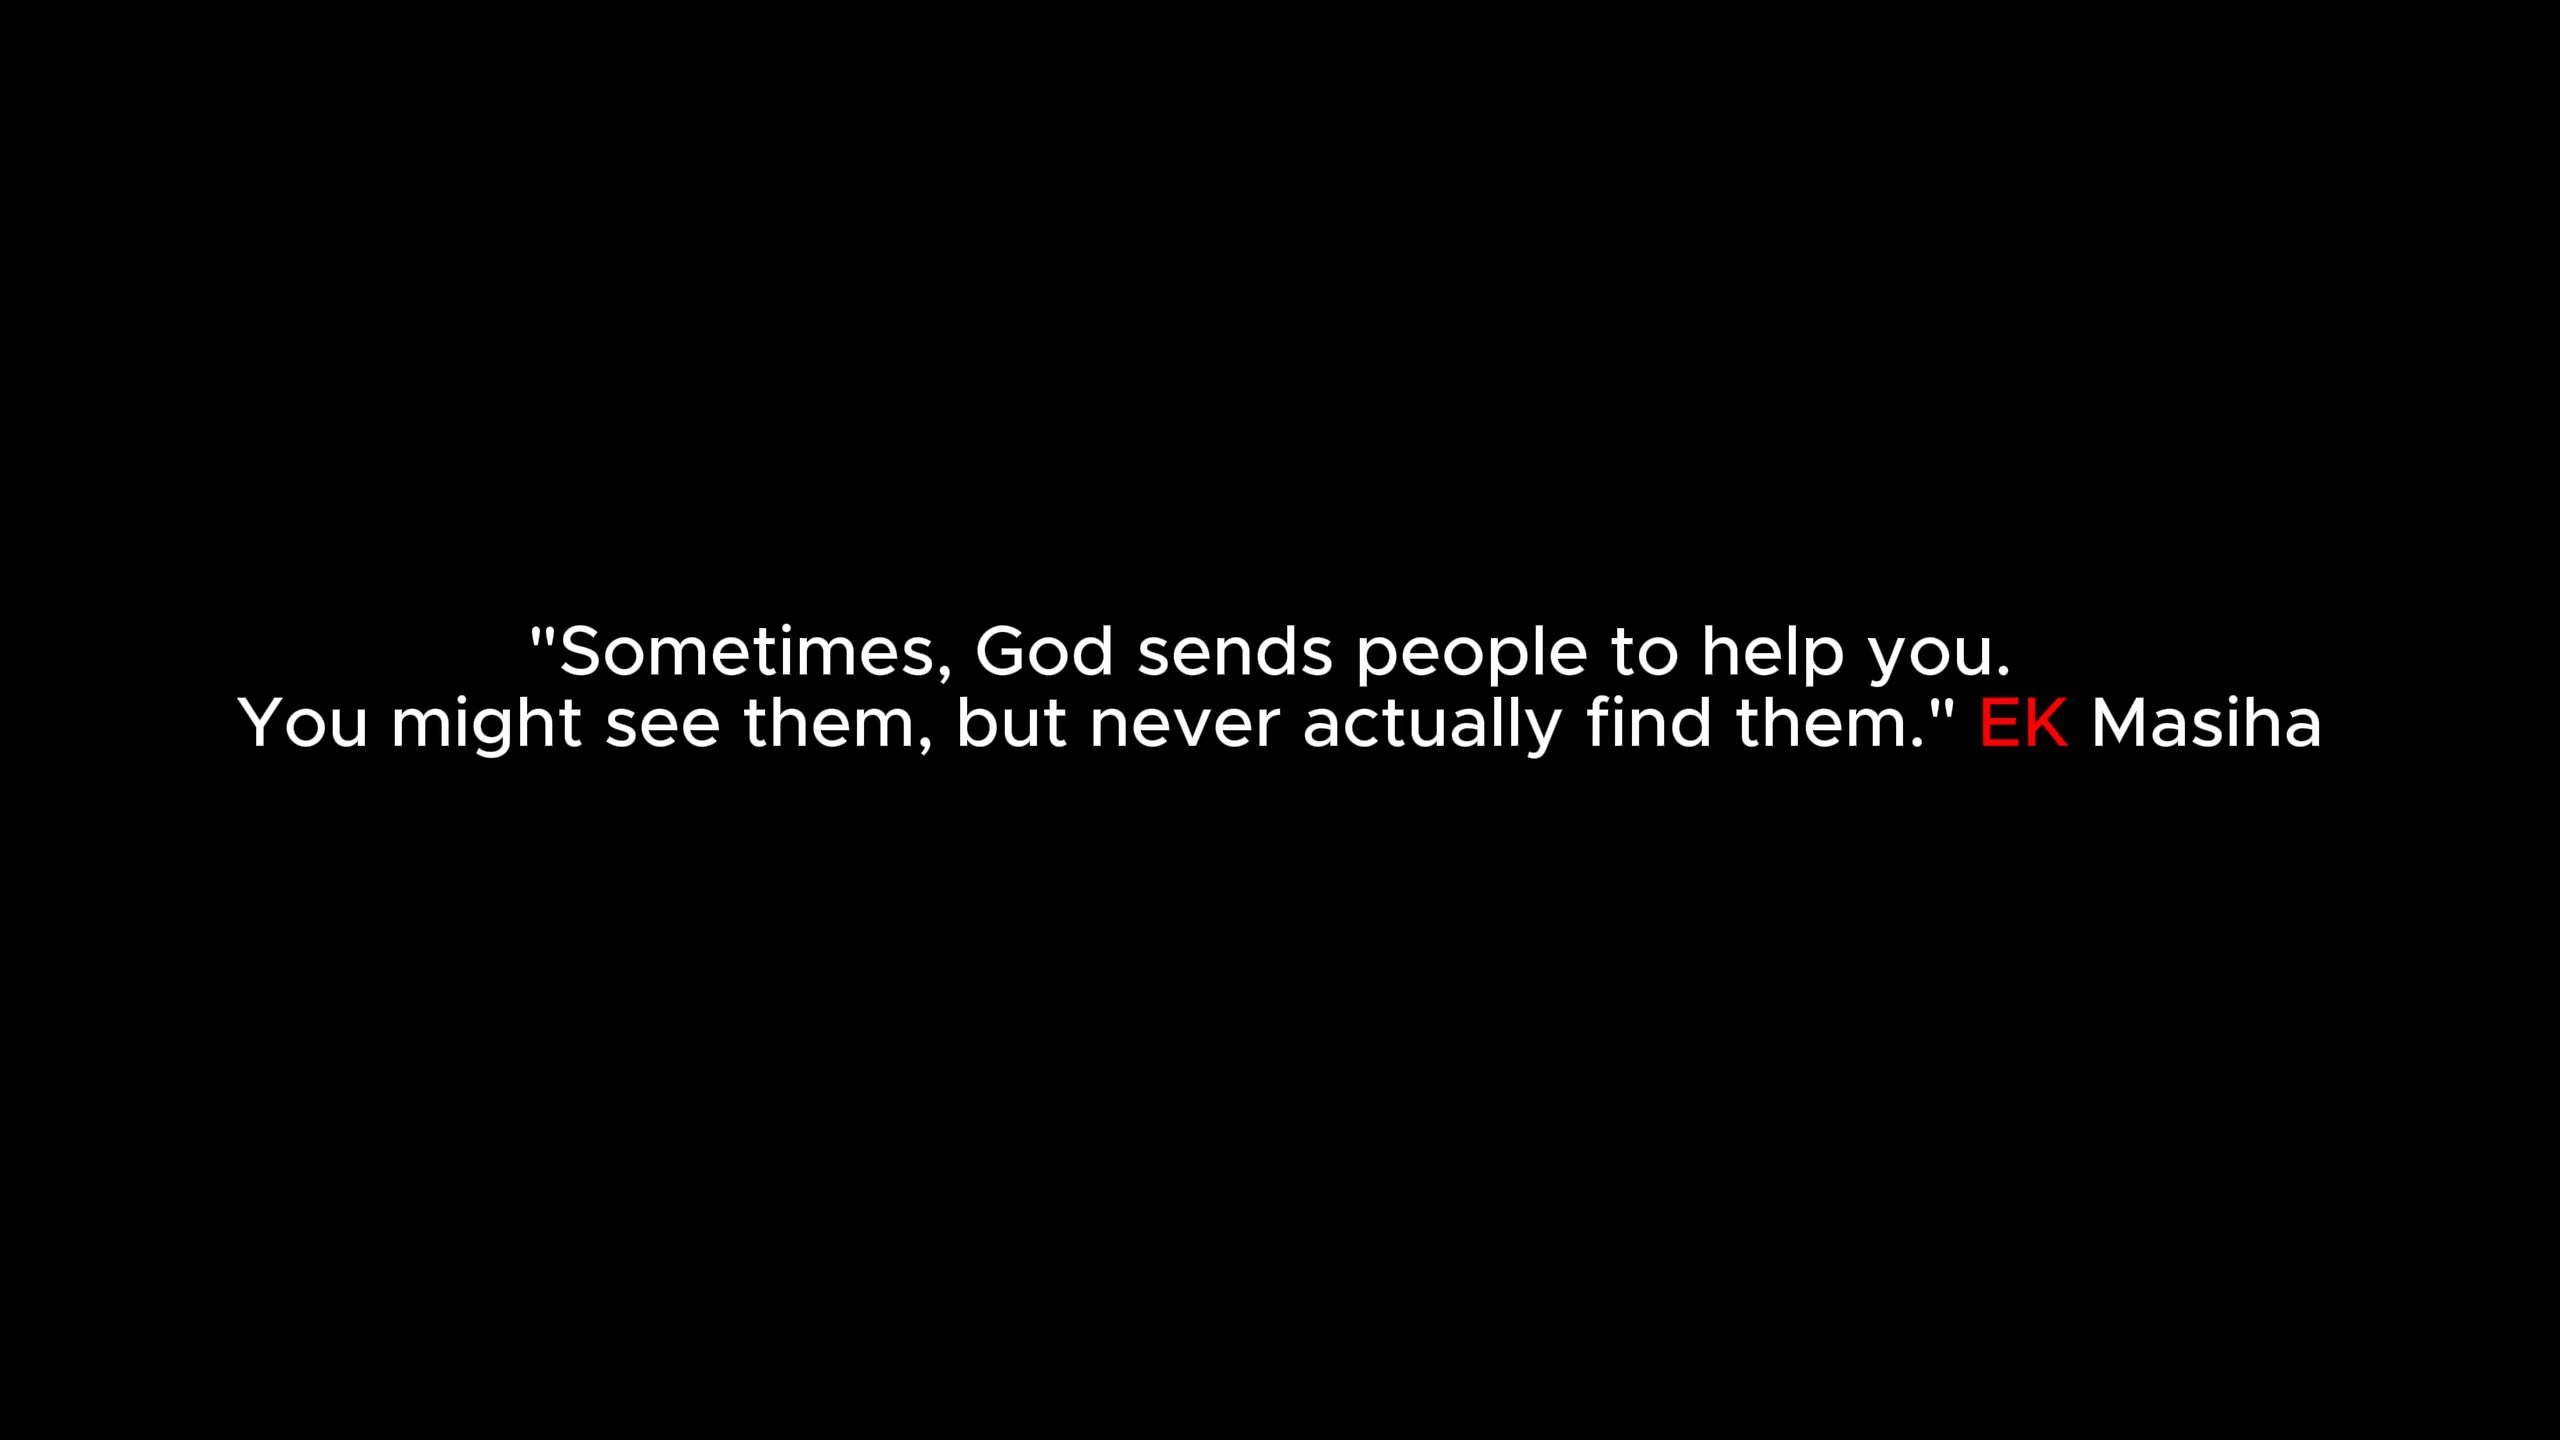 "Sometimes, God sends people to help you.
You might see them, but never actually find them." EK Masiha